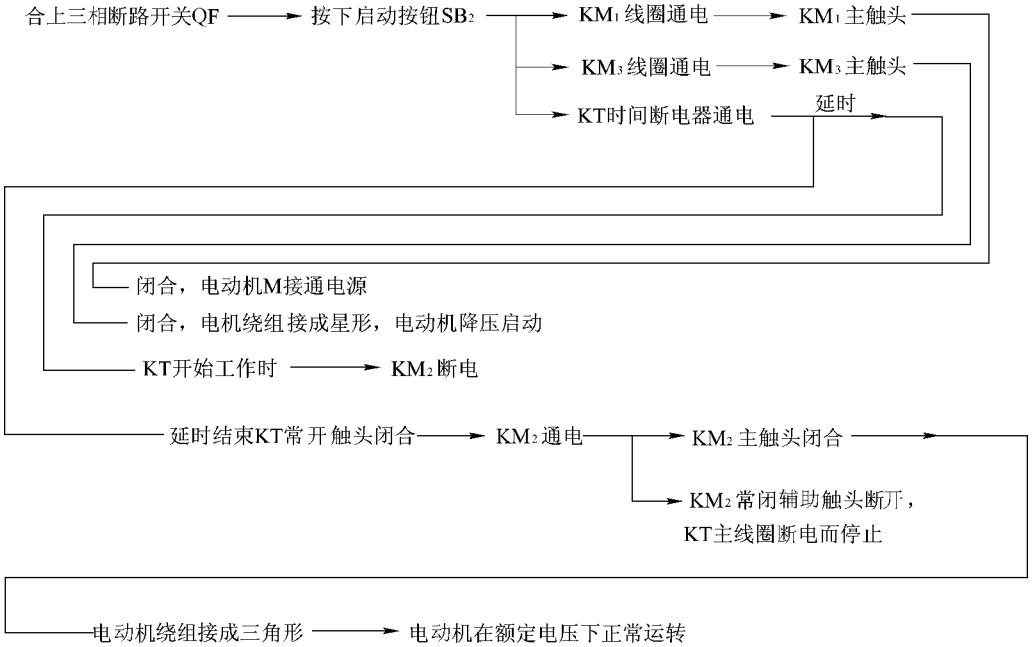 合上三相断路开关QF 按下启动按钮SB₂ KM₁线圈通电 KM₁主触头
KM₃线圈通电 KM₃主触头
KT时间断电器通电 延时
闭合，电动机M接通电源
闭合，电机绕组接成星形，电动机降压启动
KT开始工作时 KM₂断电
延时结束KT常开触头闭合 KM₂通电 KM₂主触头闭合
KM₂常闭辅助触头断开，
KT主线圈断电而停止
电动机绕组接成三角形 电动机在额定电压下正常运转